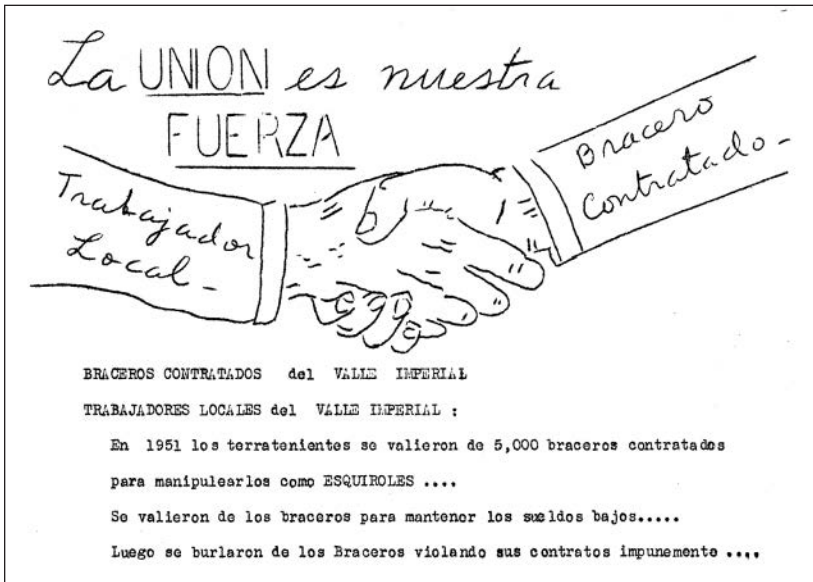 La UNION es nuestra
FUERZA
Bracero
Contratado -
Trabajador
Local -
BRACEROS CONTRATADOS del VALLE IMPERIAL
TRABAJADORES LOCALES del VALLE IMPERIAL :
En 1951 los terratenientes se valieron de 5,000 braceros contratados
para manipulearlos como ESQUIROLES ....
Se valieron de los braceros para mantener los sueldos bajos.....
Luego se burlaron de los Braceros violando sus contratos impunemente ....